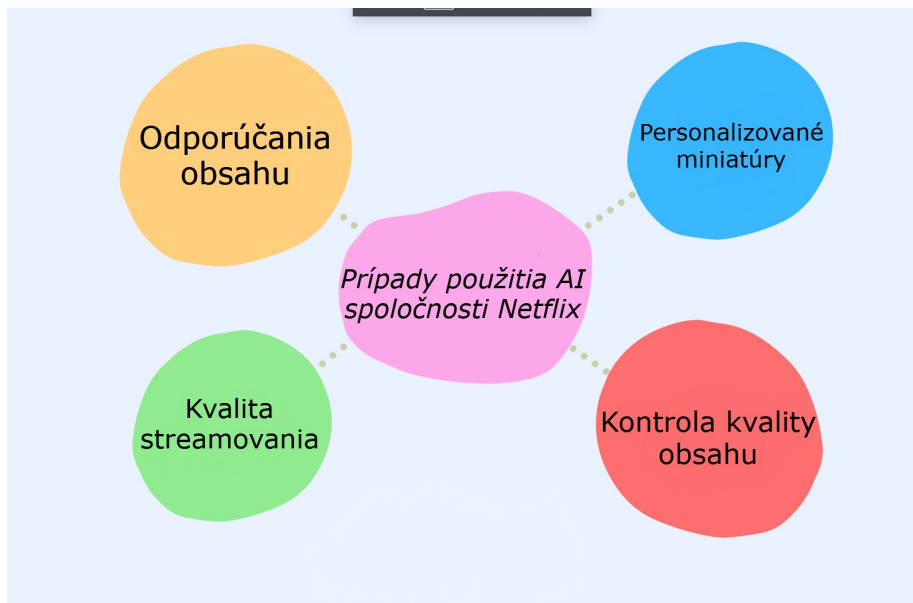 Odporúčania
obsahu
Personalizované
miniatúry
Prípady použitia AI
spoločnosti Netflix
Kvalita
streamovania
Kontrola kvality
obsahu